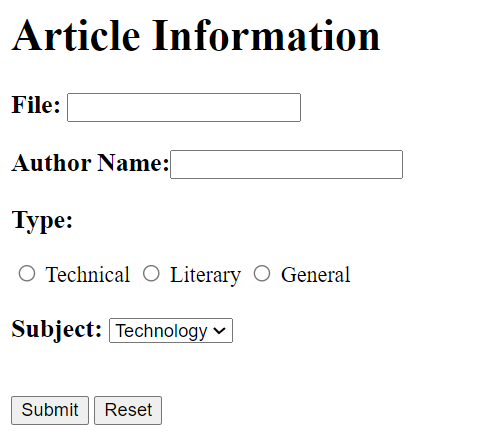 Article Information
File:
Author Name:
Type:
Technical Literary General
Subject: Technology
Submit Reset